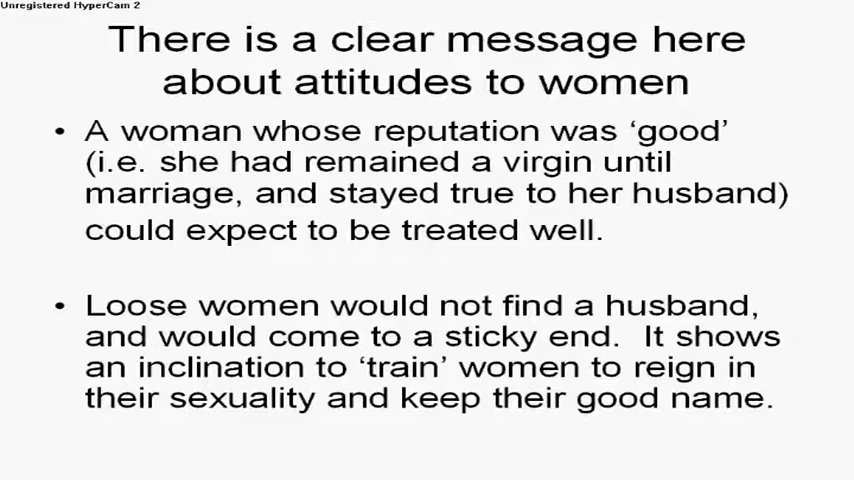 Unregistered HyperCam 2
There is a clear message here
about attitudes to women
• A woman whose reputation was ‘good’
(i.e. she had remained a virgin until
marriage, and stayed true to her husband)
could expect to be treated well.
• Loose women would not find a husband,
and would come to a sticky end.  It shows
an inclination to ‘train’ women to reign in
their sexuality and keep their good name.